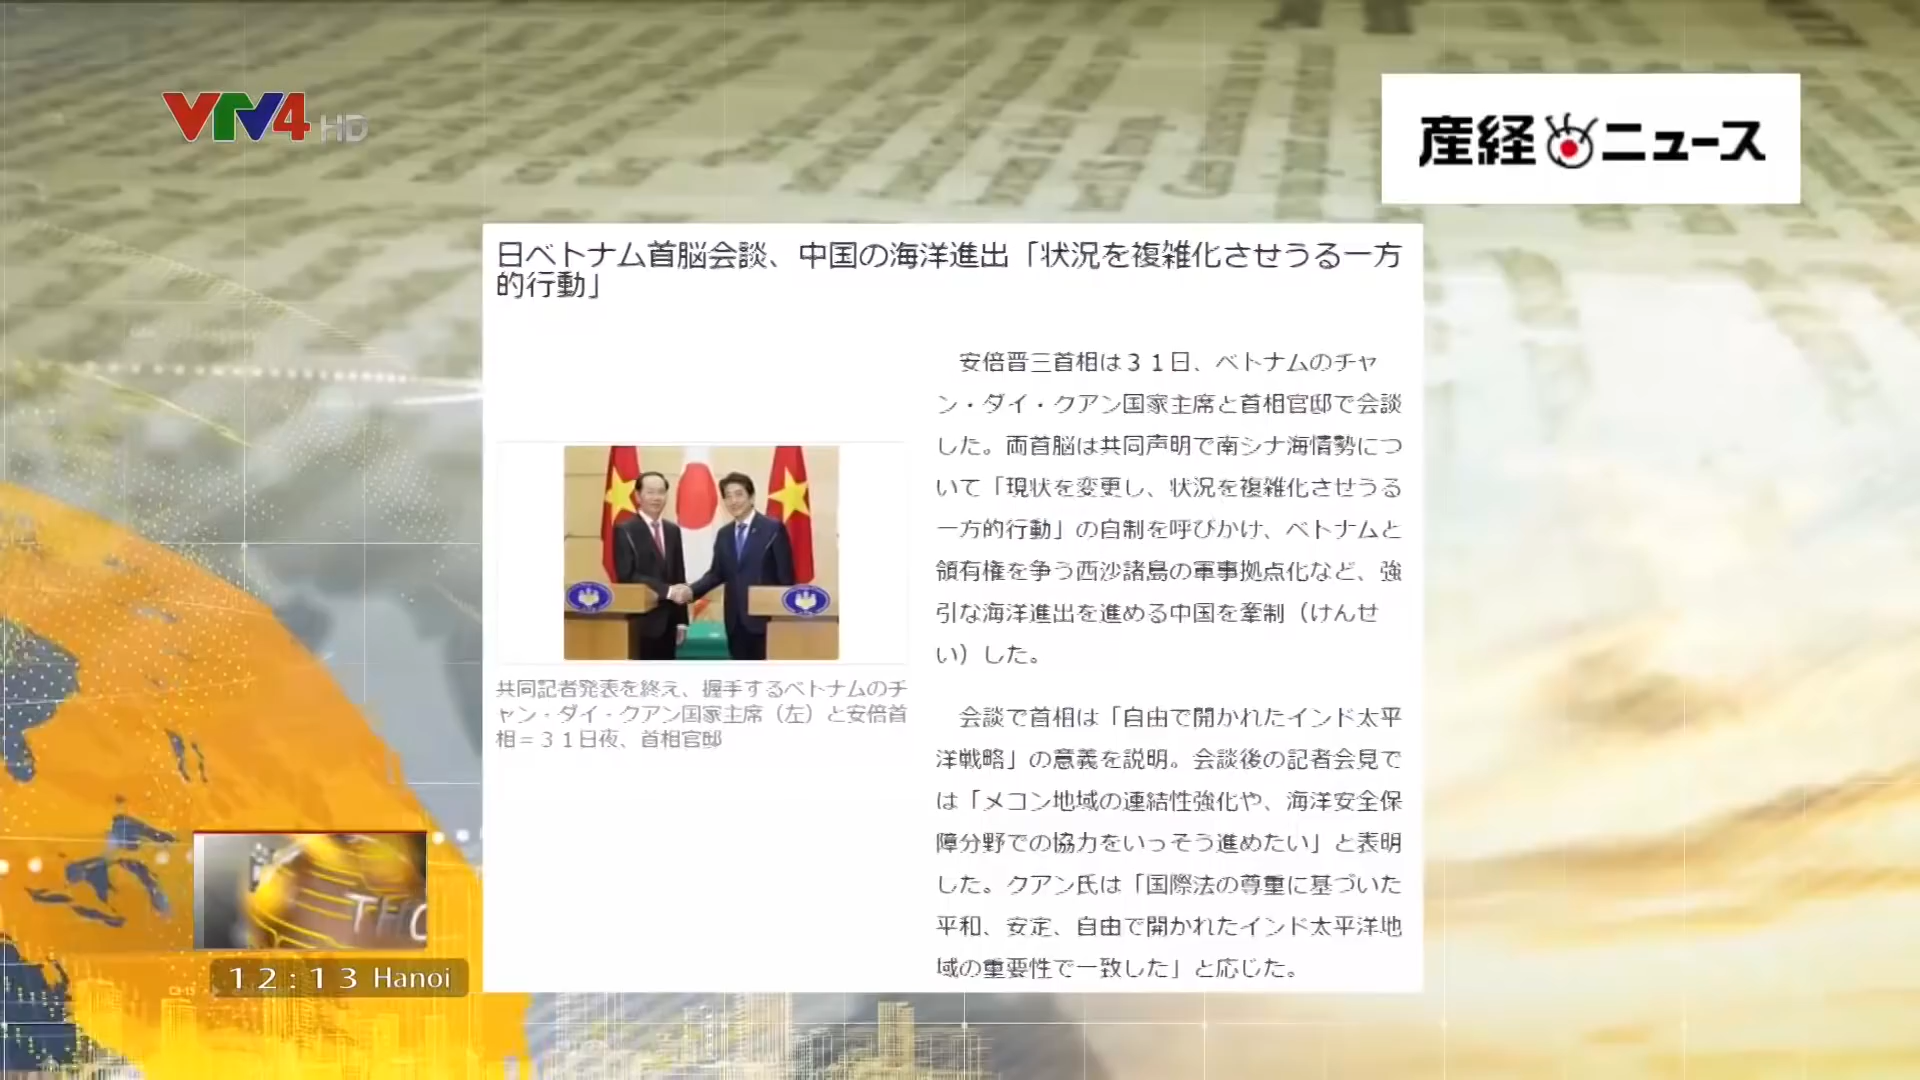 VTV4 HD
産経ニュース
日ベトナム首脳会談、中国の海洋進出「状況を複雑化させうる一方
的行動」
安倍晋三首相は31日、ベトナムのチャ
ン・ダイ・クアン国家主席と首相官邸で会談
した。両首脳は共同声明で南シナ海情勢につ
いて「現状を変更し、状況を複雑化させうる
一方的行動」の自制を呼びかけ、ベトナムと
領有権を争う西沙諸島の軍事拠点化など、強
引な海洋進出を進める中国を牽制（けんせ
い）した。
会談で首相は「自由で開かれたインド太平
洋戦略」の意義を説明。会談後の記者会見で
は「メコン地域の連結性強化や、海洋安全保
障分野での協力をいっそう進めたい」と表明
した。クアン氏は「国際法の尊重に基づいた
平和、安定、自由で開かれたインド太平洋地
域の重要性で一致した」と応じた。
共同記者発表を終え、握手するベトナムのチ
ャン・ダイ・クアン国家主席（左）と安倍首
相＝31日夜、首相官邸
THO
12:13 Hanoi